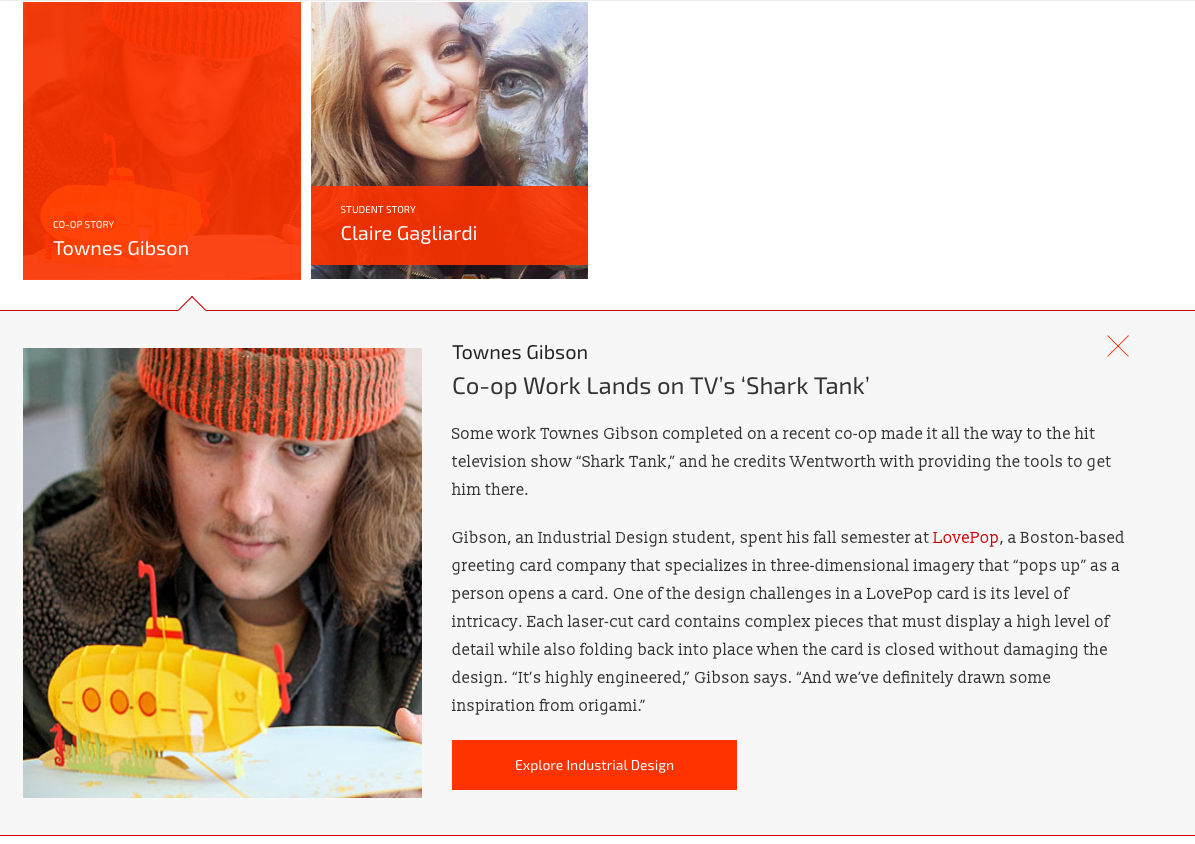 CO-OP STORY
Townes Gibson
STUDENT STORY
Claire Gagliardi
Townes Gibson
Co-op Work Lands on TV’s ‘Shark Tank’
Some work Townes Gibson completed on a recent co-op made it all the way to the hit
television show “Shark Tank,” and he credits Wentworth with providing the tools to get
him there.
Gibson, an Industrial Design student, spent his fall semester at LovePop, a Boston-based
greeting card company that specializes in three-dimensional imagery that “pops up” as a
person opens a card. One of the design challenges in a LovePop card is its level of
intricacy. Each laser-cut card contains complex pieces that must display a high level of
detail while also folding back into place when the card is closed without damaging the
design. “It’s highly engineered,” Gibson says. “And we’ve definitely drawn some
inspiration from origami.”
Explore Industrial Design